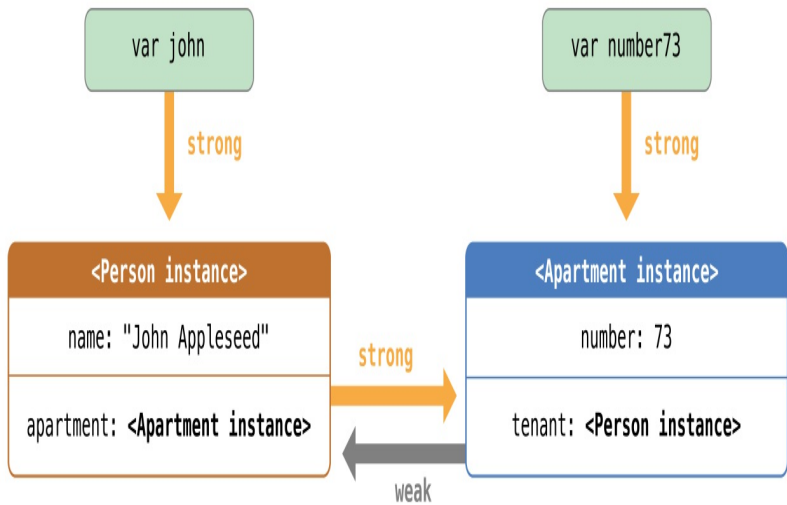 var john
var number73
strong
strong
<Person instance>
<Apartment instance>
name: "John Appleseed"
number: 73
strong
apartment: <Apartment instance>
tenant: <Person instance>
weak